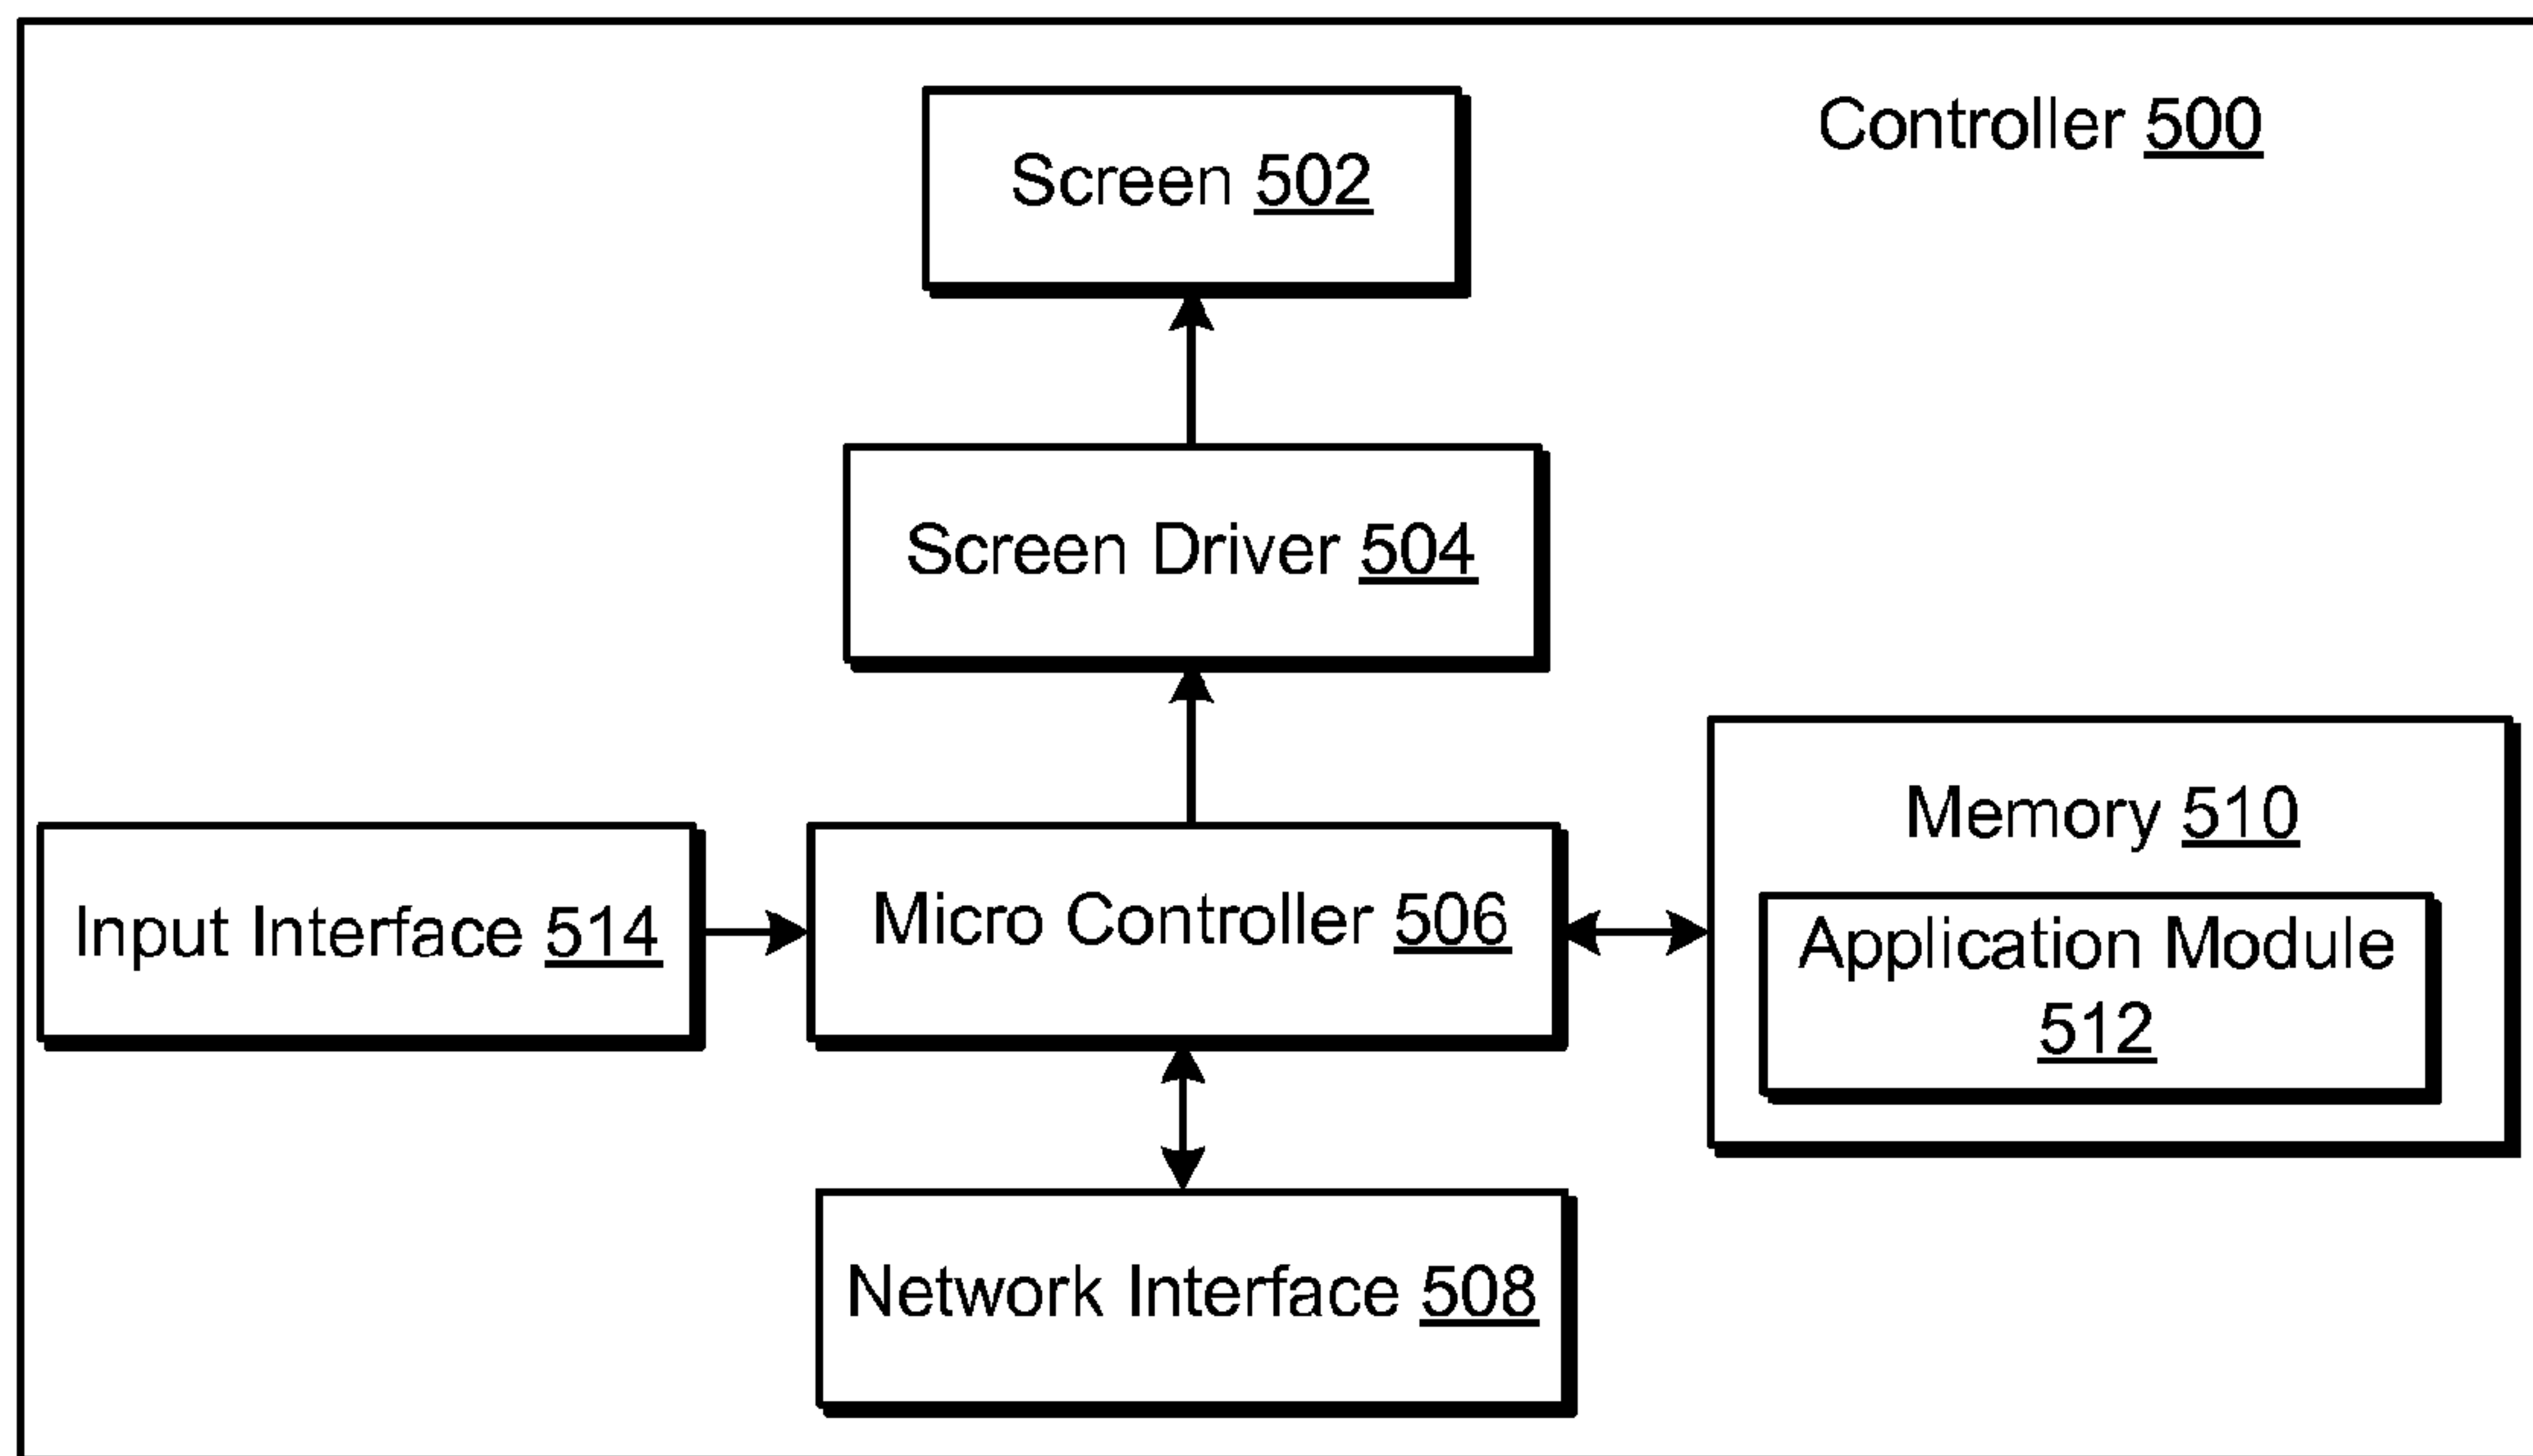 Controller 500
Screen 502
Screen Driver 504
Memory 510
Input Interface 514
Micro Controller 506
Application Module
512
Network Interface 508